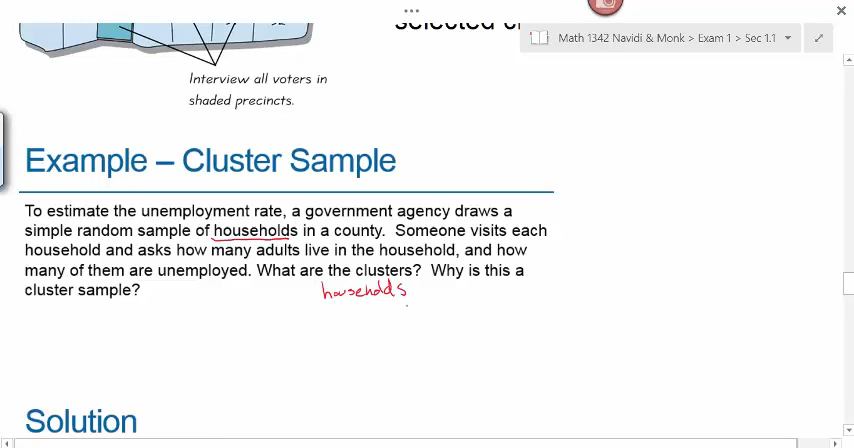 Math 1342 Navidi & Monk > Exam 1 > Sec 1.1
Interview all voters in
shaded precincts.
Example – Cluster Sample
To estimate the unemployment rate, a government agency draws a
simple random sample of households in a county. Someone visits each
household and asks how many adults live in the household, and how
many of them are unemployed. What are the clusters? Why is this a
cluster sample?
households
Solution